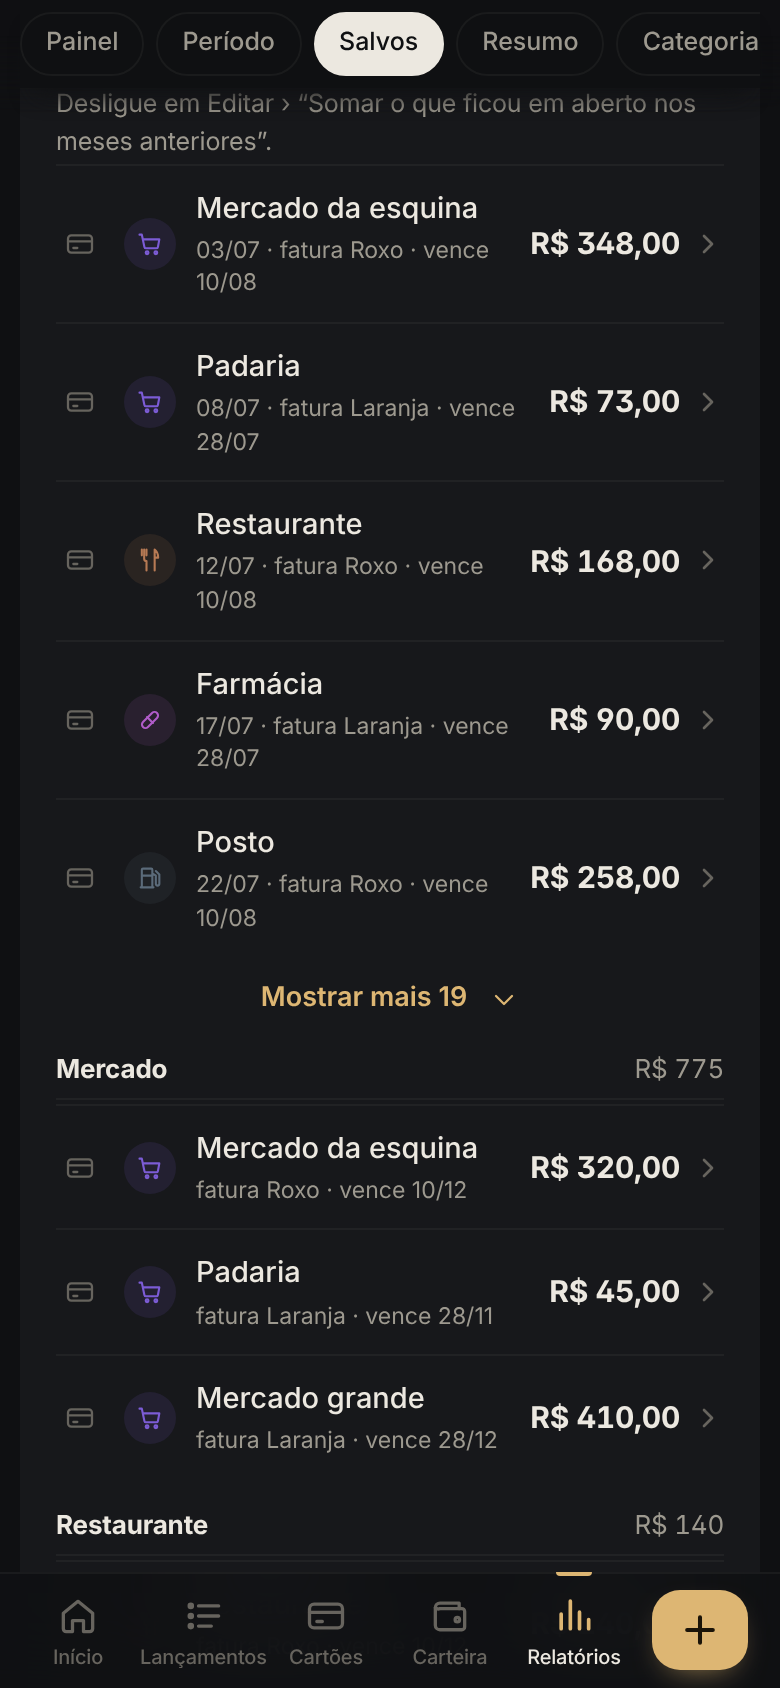 Painel
Período
Salvos
Resumo
Categoria
Desligue em Editar › “Somar o que ficou em aberto nos
meses anteriores”.
Mercado da esquina
03/07 · fatura Roxo · vence
10/08
R$ 348,00
Padaria
08/07 · fatura Laranja · vence
28/07
R$ 73,00
Restaurante
12/07 · fatura Roxo · vence
10/08
R$ 168,00
Farmácia
17/07 · fatura Laranja · vence
28/07
R$ 90,00
Posto
22/07 · fatura Roxo · vence
10/08
R$ 258,00
Mostrar mais 19
Mercado
R$ 775
Mercado da esquina
fatura Roxo · vence 10/12
R$ 320,00
Padaria
fatura Laranja · vence 28/11
R$ 45,00
Mercado grande
fatura Laranja · vence 28/12
R$ 410,00
Restaurante
R$ 140
Início
Lançamentos
Cartões
Carteira
Relatórios